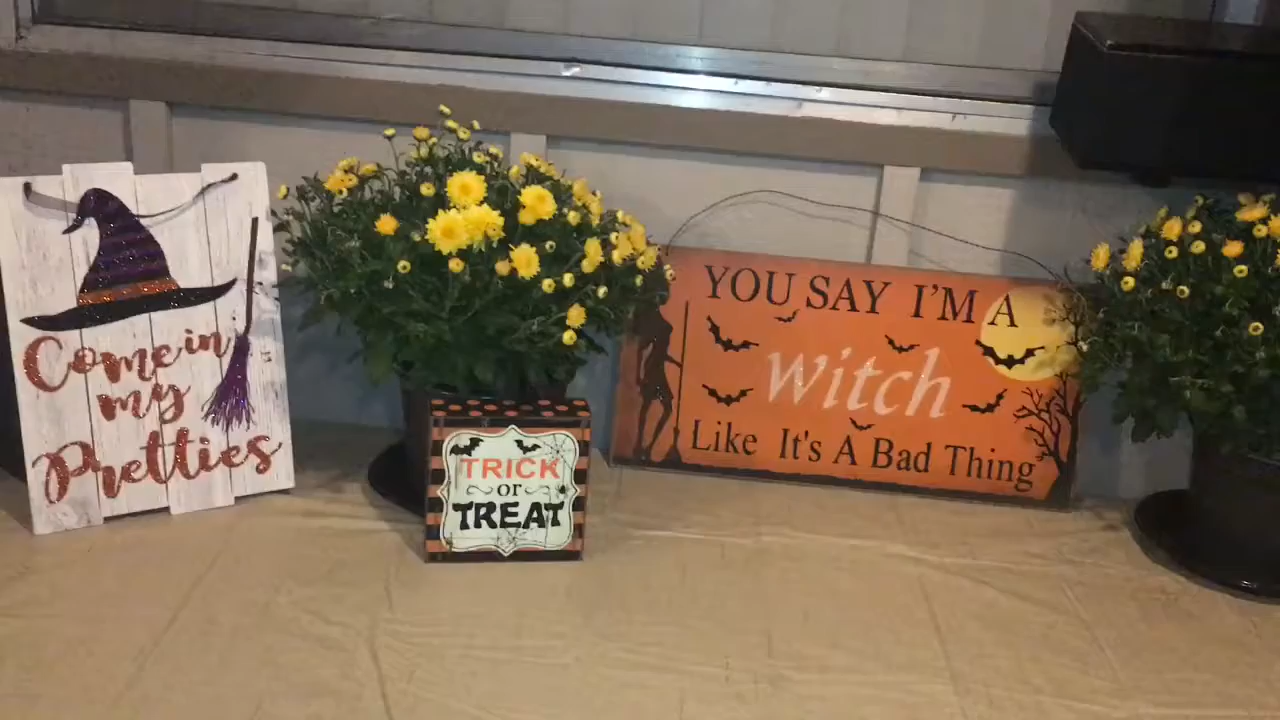 Come in
my
Pretties
TRICK
or
TREAT
YOU SAY I'M A
Witch
Like It's A Bad Thing